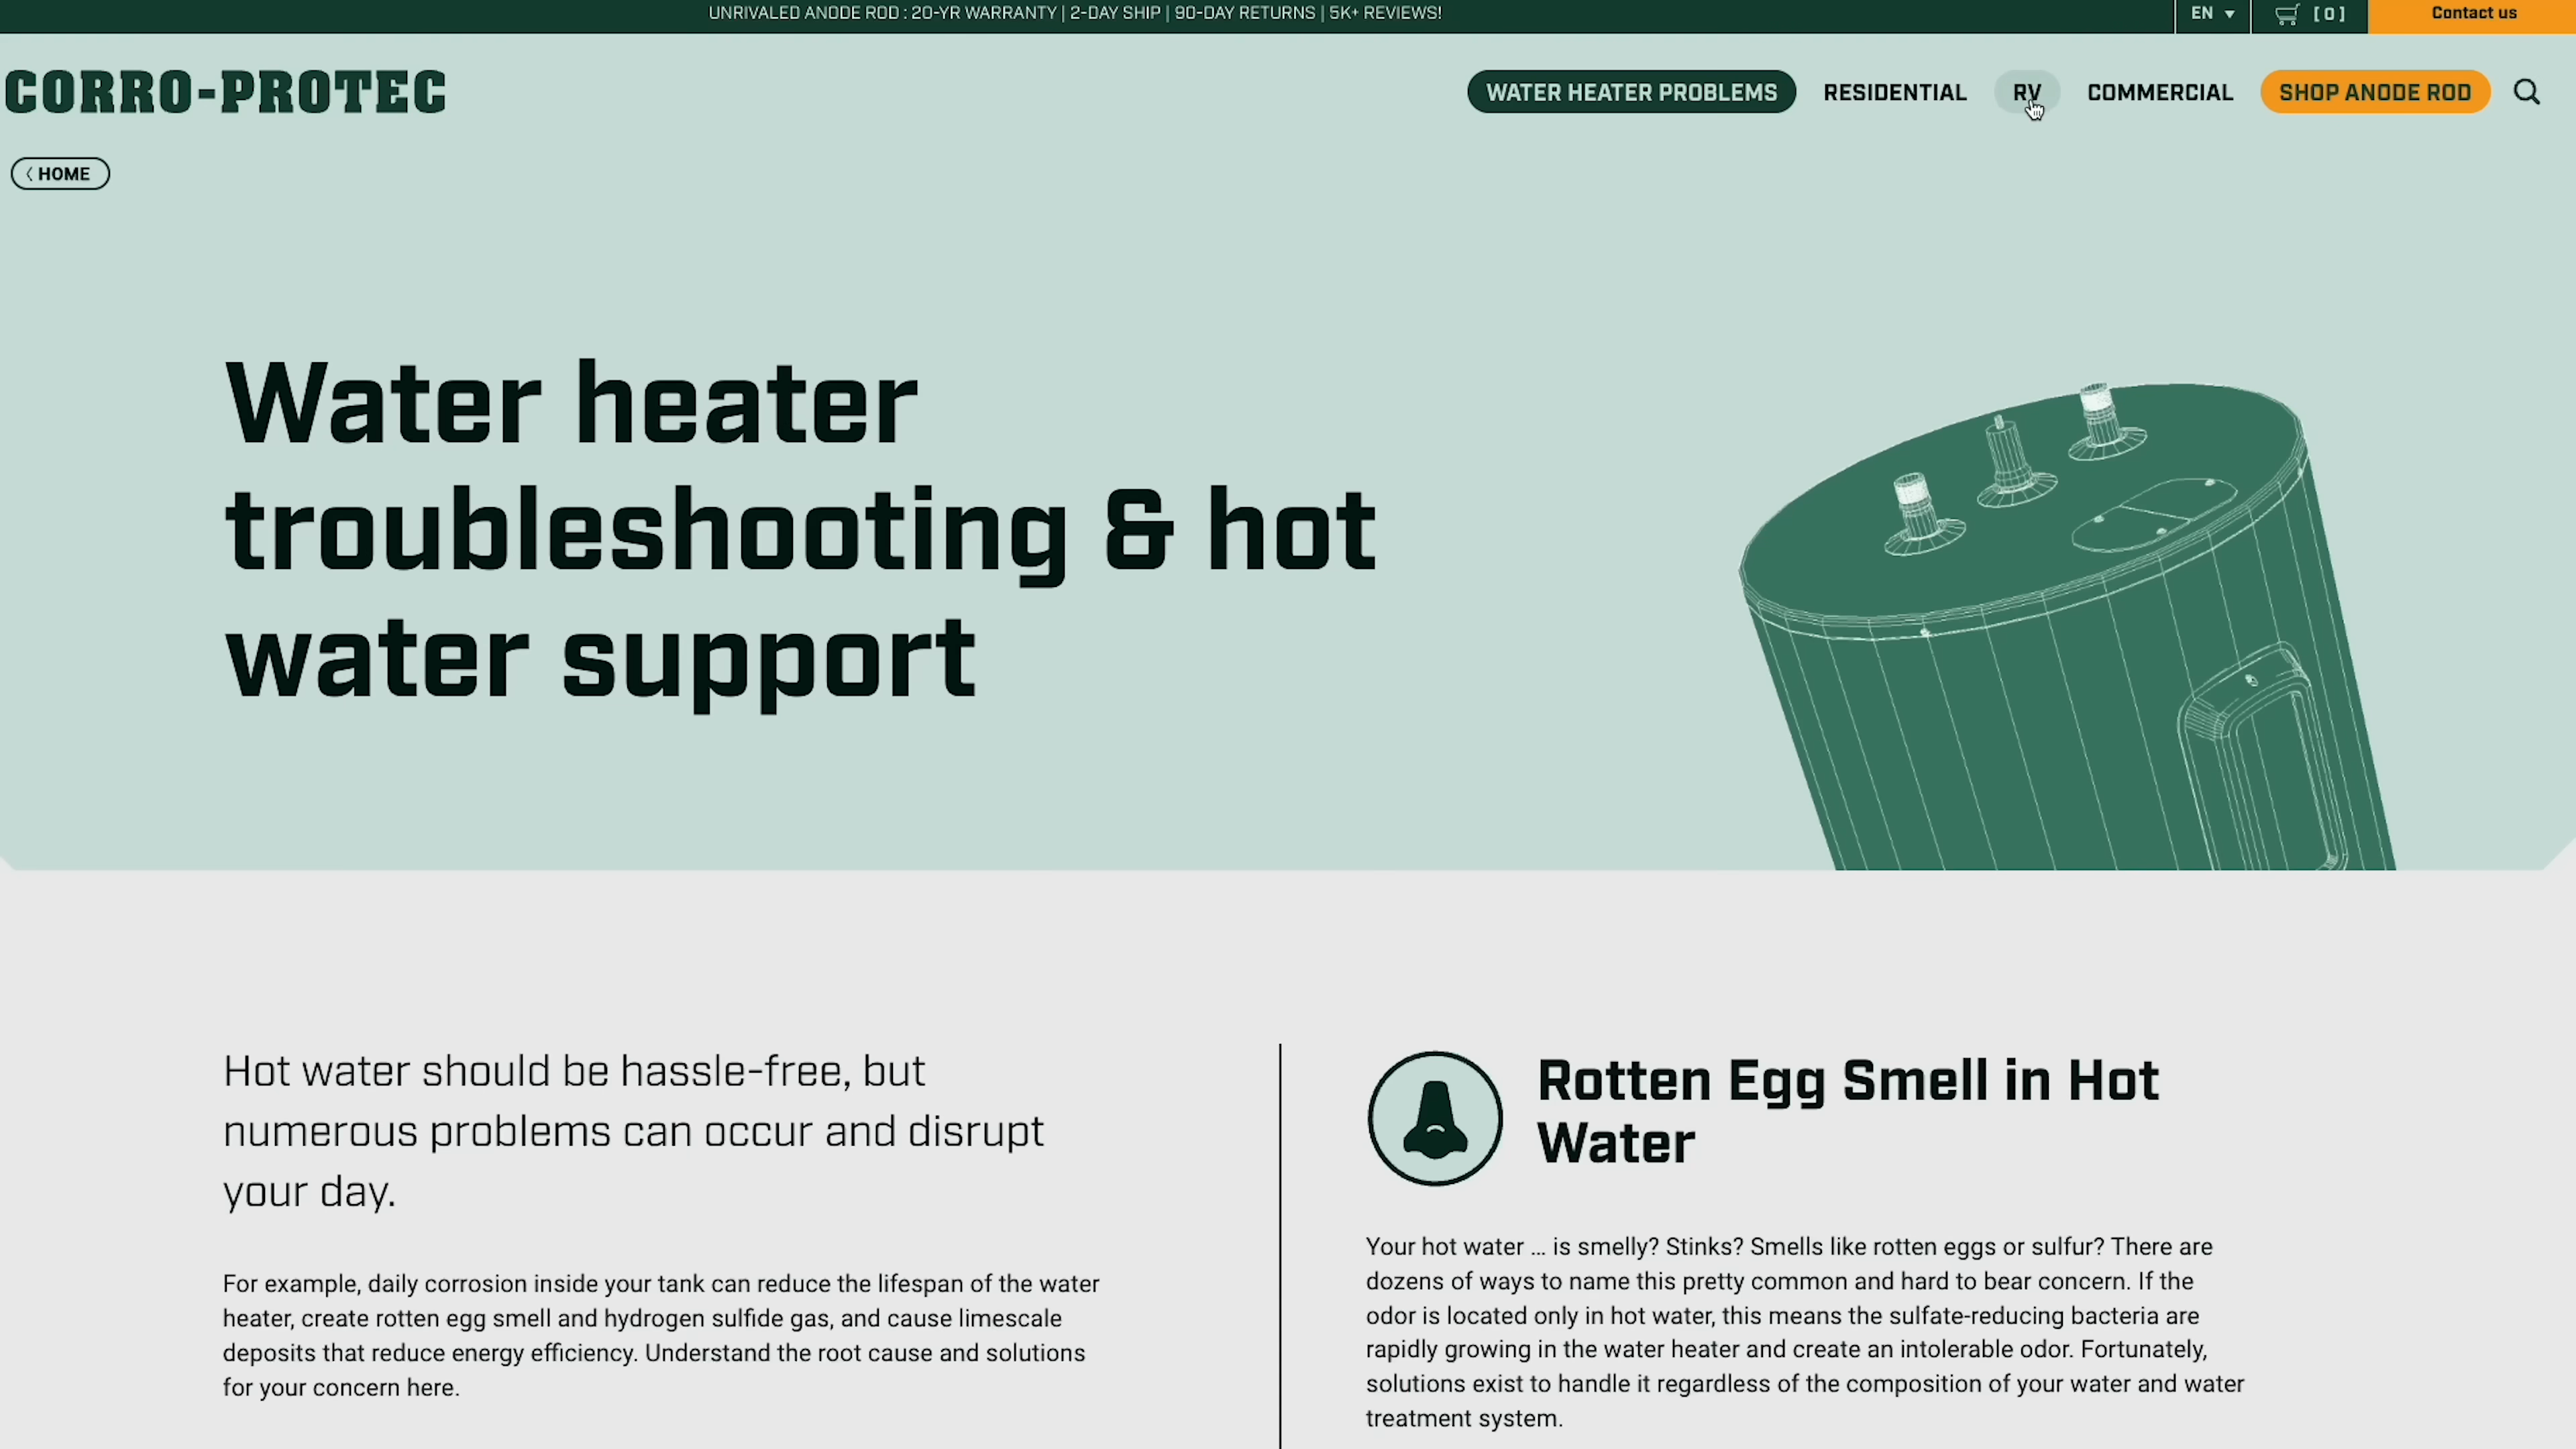 UNRIVALED ANODE ROD : 20-YR WARRANTY | 2-DAY SHIP | 90-DAY RETURNS | 5K+ REVIEWS!
EN
[ 0 ]
Contact us
CORRO-PROTEC
WATER HEATER PROBLEMS
RESIDENTIAL
RV
COMMERCIAL
SHOP ANODE ROD
HOME
Water heater
troubleshooting & hot
water support
Hot water should be hassle-free, but
numerous problems can occur and disrupt
your day.
For example, daily corrosion inside your tank can reduce the lifespan of the water
heater, create rotten egg smell and hydrogen sulfide gas, and cause limescale
deposits that reduce energy efficiency. Understand the root cause and solutions
for your concern here.
Rotten Egg Smell in Hot
Water
Your hot water ... is smelly? Stinks? Smells like rotten eggs or sulfur? There are
dozens of ways to name this pretty common and hard to bear concern. If the
odor is located only in hot water, this means the sulfate-reducing bacteria are
rapidly growing in the water heater and create an intolerable odor. Fortunately,
solutions exist to handle it regardless of the composition of your water and water
treatment system.